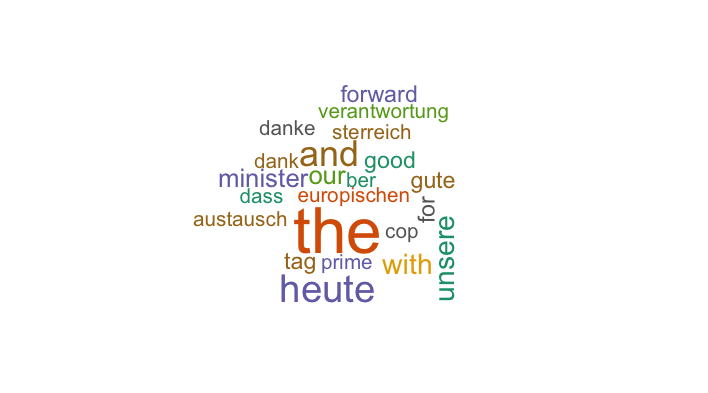 forward
verantwortung
danke
sterreich
and
dank
good
minister
our
ber
gute
dass
europischen
for
austausch
the
cop
unsere
tag
prime
with
heute